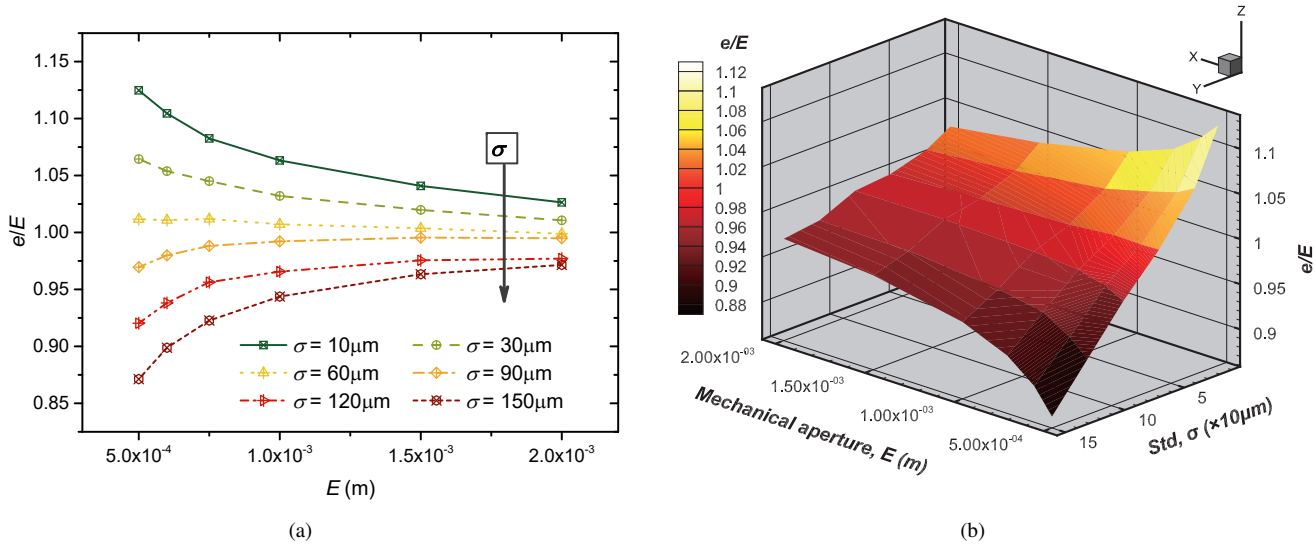 1.15
1.10
1.05
1.00
0.95
0.90
0.85
e/E
σ
σ = 10μm
σ = 30μm
σ = 60μm
σ = 90μm
σ = 120μm
σ = 150μm
5.0x10⁻⁴
1.0x10⁻³
1.5x10⁻³
2.0x10⁻³
E (m)
(a)
e/E
1.12
1.1
1.08
1.06
1.04
1.02
1
0.98
0.96
0.94
0.92
0.9
0.88
Z
X
Y
1.1
1.05
1
0.95
0.9
e/E
2.00x10⁻⁰³
1.50x10⁻⁰³
1.00x10⁻⁰³
5.00x10⁻⁰⁴
Mechanical aperture, E (m)
5
10
15
Std, σ (×10μm)
(b)